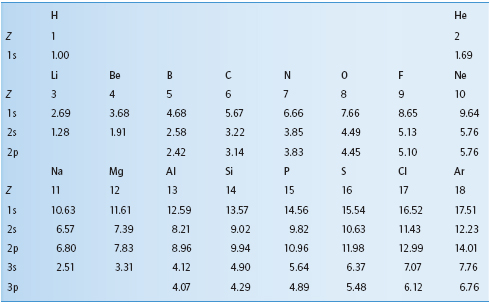 H He
Z 1 2
1s 1.00 1.69
Li Be B C N O F Ne
Z 3 4 5 6 7 8 9 10
1s 2.69 3.68 4.68 5.67 6.66 7.66 8.65 9.64
2s 1.28 1.91 2.58 3.22 3.85 4.49 5.13 5.76
2p 2.42 3.14 3.83 4.45 5.10 5.76
Na Mg Al Si P S Cl Ar
Z 11 12 13 14 15 16 17 18
1s 10.63 11.61 12.59 13.57 14.56 15.54 16.52 17.51
2s 6.57 7.39 8.21 9.02 9.82 10.63 11.43 12.23
2p 6.80 7.83 8.96 9.94 10.96 11.98 12.99 14.01
3s 2.51 3.31 4.12 4.90 5.64 6.37 7.07 7.76
3p 4.07 4.29 4.89 5.48 6.12 6.76